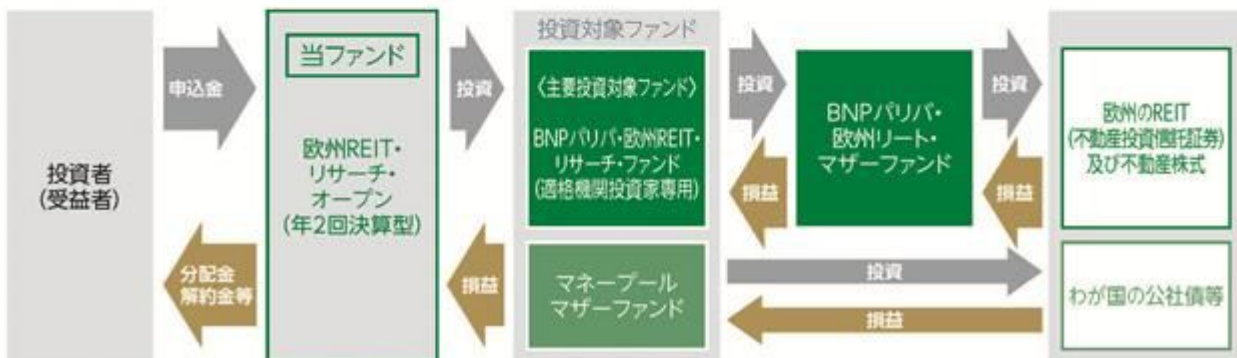 投資者
(受益者)
申込金
分配金
解約金等
当ファンド
欧州REIT・
リサーチ・
オープン
(年2回決算型)
投資
損益
投資対象ファンド
〈主要投資対象ファンド〉
BNPパリバ・欧州REIT・
リサーチ・ファンド
(適格機関投資家専用)
マネープール
マザーファンド
投資
損益
BNPパリバ・
欧州リート・
マザーファンド
投資
損益
投資
損益
欧州のREIT
(不動産投資信託証券)
及び不動産株式
わが国の公社債等